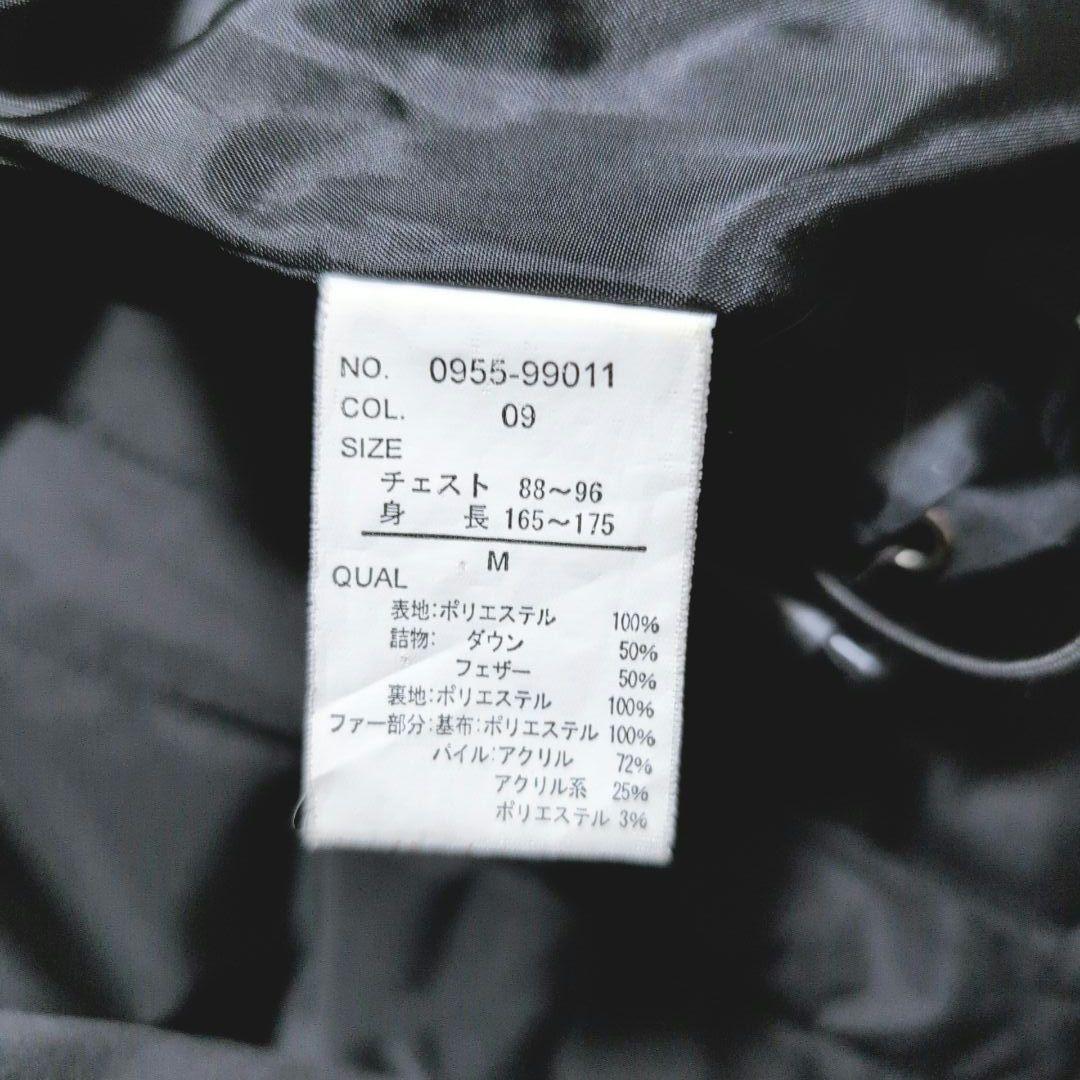 NO. 0955-99011
COL. 09
SIZE
チェスト 88～96
身 長 165～175
M
QUAL
表地:ポリエステル 100%
詰物: ダウン 50%
フェザー 50%
裏地:ポリエステル 100%
ファー部分:基布:ポリエステル 100%
パイル:アクリル 72%
アクリル系 25%
ポリエステル 3%